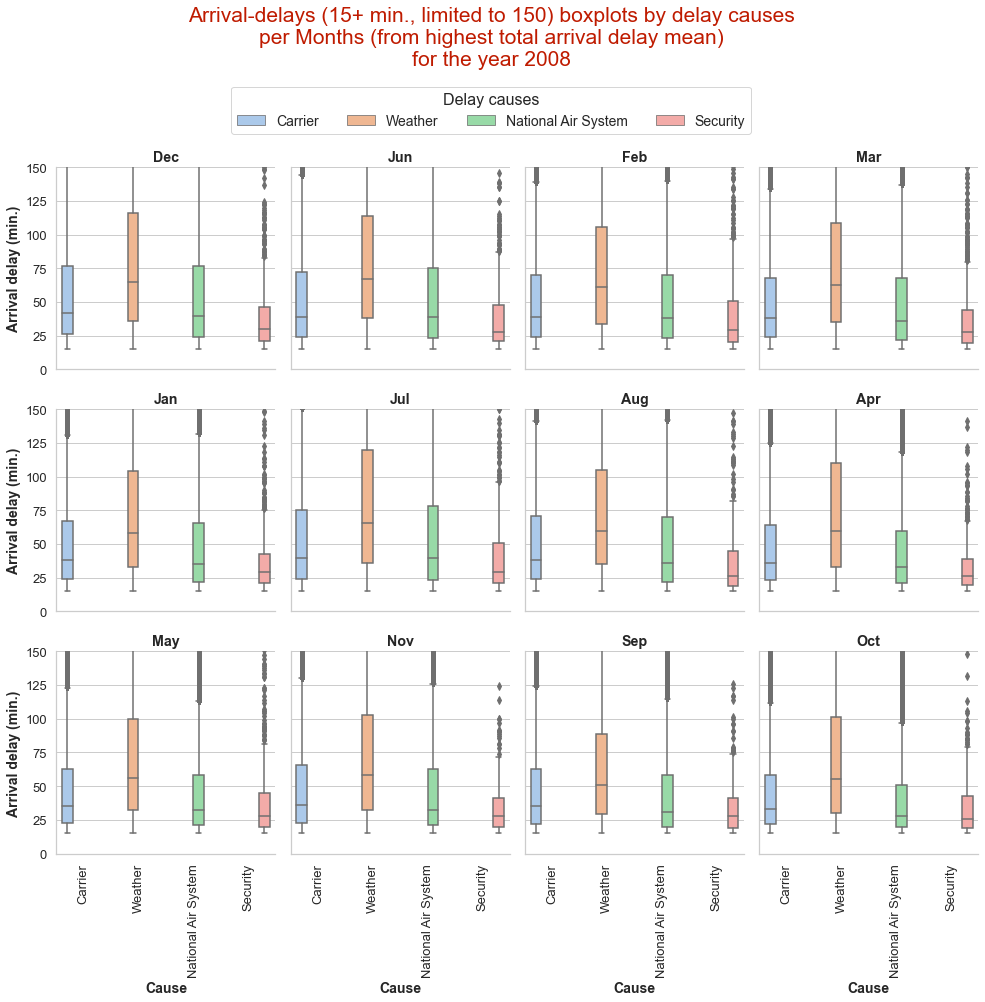 Arrival-delays (15+ min., limited to 150) boxplots by delay causes
per Months (from highest total arrival delay mean)
for the year 2008
Delay causes
Carrier Weather National Air System Security
Dec Jun Feb Mar
150
125
100
75
50
25
0
Arrival delay (min.)
Jan Jul Aug Apr
150
125
100
75
50
25
0
Arrival delay (min.)
May Nov Sep Oct
150
125
100
75
50
25
0
Arrival delay (min.)
Carrier Weather National Air System Security Carrier Weather National Air System Security Carrier Weather National Air System Security Carrier Weather National Air System Security
Cause Cause Cause Cause